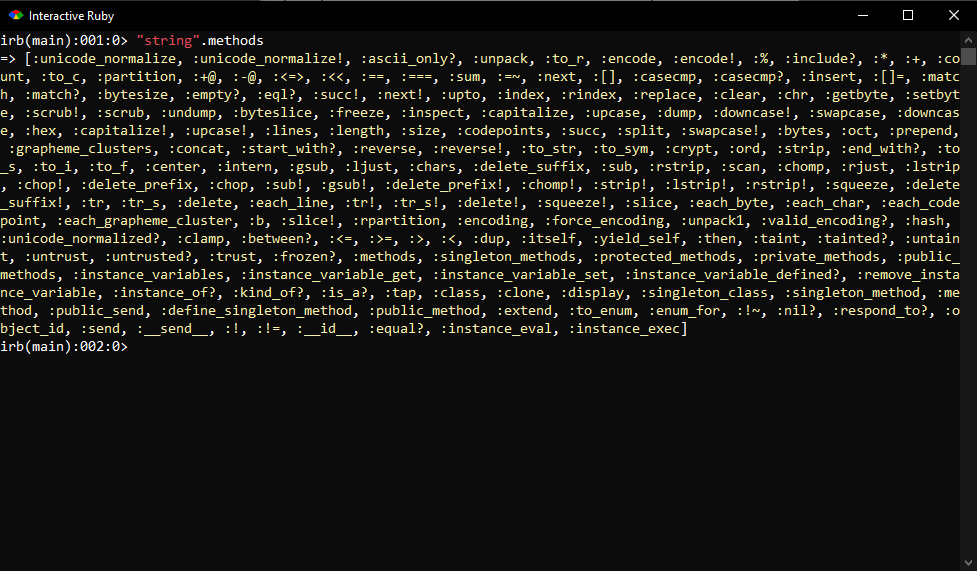 Interactive Ruby
irb(main):001:0> "string".methods
=> [:unicode_normalize, :unicode_normalize!, :ascii_only?, :unpack, :to_r, :encode, :encode!, :%, :include?, :*, :+, :co
unt, :to_c, :partition, :+@, :-@, :<=>, :<<, :==, :===, :sum, :=~, :next, :[], :casecmp, :casecmp?, :insert, :[]=, :matc
h, :match?, :bytesize, :empty?, :eql?, :succ!, :next!, :upto, :index, :rindex, :replace, :clear, :chr, :getbyte, :setbyt
e, :scrub!, :scrub, :undump, :byteslice, :freeze, :inspect, :capitalize, :upcase, :dump, :downcase!, :swapcase, :downcas
e, :hex, :capitalize!, :upcase!, :lines, :length, :size, :codepoints, :succ, :split, :swapcase!, :bytes, :oct, :prepend,
 :grapheme_clusters, :concat, :start_with?, :reverse, :reverse!, :to_str, :to_sym, :crypt, :ord, :strip, :end_with?, :to
_s, :to_i, :to_f, :center, :intern, :gsub, :ljust, :chars, :delete_suffix, :sub, :rstrip, :scan, :chomp, :rjust, :lstrip
, :chop!, :delete_prefix, :chop, :sub!, :gsub!, :delete_prefix!, :chomp!, :strip!, :lstrip!, :rstrip!, :squeeze, :delete
_suffix!, :tr, :tr_s, :delete, :each_line, :tr!, :tr_s!, :delete!, :squeeze!, :slice, :each_byte, :each_char, :each_code
point, :each_grapheme_cluster, :b, :slice!, :rpartition, :encoding, :force_encoding, :unpack1, :valid_encoding?, :hash,
:unicode_normalized?, :clamp, :between?, :<=, :>=, :>, :<, :dup, :itself, :yield_self, :then, :taint, :tainted?, :untain
t, :untrust, :untrusted?, :trust, :frozen?, :methods, :singleton_methods, :protected_methods, :private_methods, :public_
methods, :instance_variables, :instance_variable_get, :instance_variable_set, :instance_variable_defined?, :remove_insta
nce_variable, :instance_of?, :kind_of?, :is_a?, :tap, :class, :clone, :display, :singleton_class, :singleton_method, :me
thod, :public_send, :define_singleton_method, :public_method, :extend, :to_enum, :enum_for, :!~, :nil?, :respond_to?, :o
bject_id, :send, :__send__, :!, :!=, :__id__, :equal?, :instance_eval, :instance_exec]
irb(main):002:0>